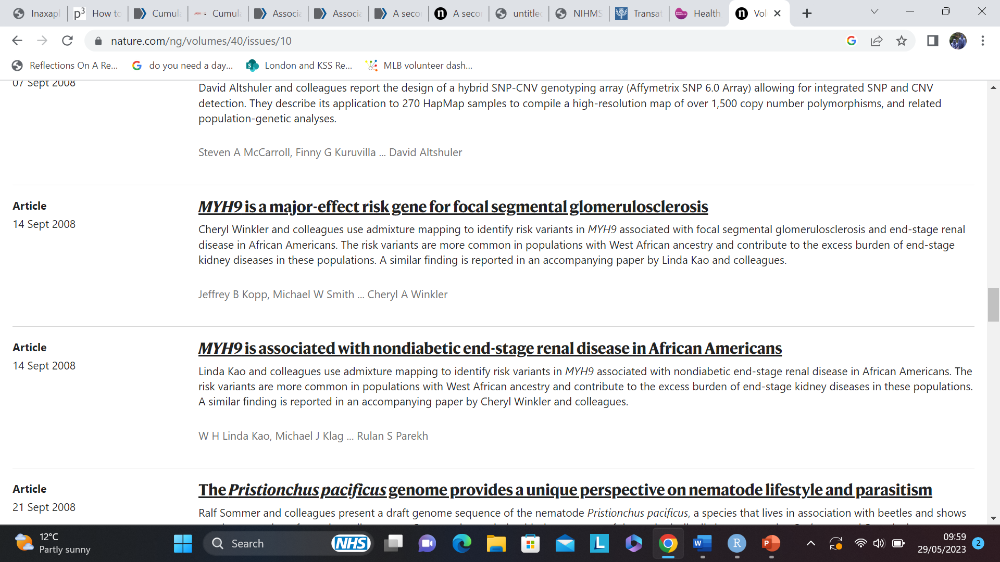 Inaxapl
p3 How to
Cumula
Cumula
Associa
Associa
A secon
A secon
untitled
NIHMS
Transat
Health_
Vol
nature.com/ng/volumes/40/issues/10
Reflections On A Re...
do you need a day...
London and KSS Re...
MLB volunteer dash...
07 Sept 2008
David Altshuler and colleagues report the design of a hybrid SNP-CNV genotyping array (Affymetrix SNP 6.0 Array) allowing for integrated SNP and CNV
detection. They describe its application to 270 HapMap samples to compile a high-resolution map of over 1,500 copy number polymorphisms, and related
population-genetic analyses.
Steven A McCarroll, Finny G Kuruvilla ... David Altshuler
Article
14 Sept 2008
MYH9 is a major-effect risk gene for focal segmental glomerulosclerosis
Cheryl Winkler and colleagues use admixture mapping to identify risk variants in MYH9 associated with focal segmental glomerulosclerosis and end-stage renal
disease in African Americans. The risk variants are more common in populations with West African ancestry and contribute to the excess burden of end-stage
kidney diseases in these populations. A similar finding is reported in an accompanying paper by Linda Kao and colleagues.
Jeffrey B Kopp, Michael W Smith ... Cheryl A Winkler
Article
14 Sept 2008
MYH9 is associated with nondiabetic end-stage renal disease in African Americans
Linda Kao and colleagues use admixture mapping to identify risk variants in MYH9 associated with nondiabetic end-stage renal disease in African Americans. The
risk variants are more common in populations with West African ancestry and contribute to the excess burden of end-stage kidney diseases in these populations.
A similar finding is reported in an accompanying paper by Cheryl Winkler and colleagues.
W H Linda Kao, Michael J Klag ... Rulan S Parekh
Article
21 Sept 2008
The Pristionchus pacificus genome provides a unique perspective on nematode lifestyle and parasitism
Ralf Sommer and colleagues present a draft genome sequence of the nematode Pristionchus pacificus, a species that lives in association with beetles and shows
12°C
Partly sunny
Search
NHS
09:59
29/05/2023
2